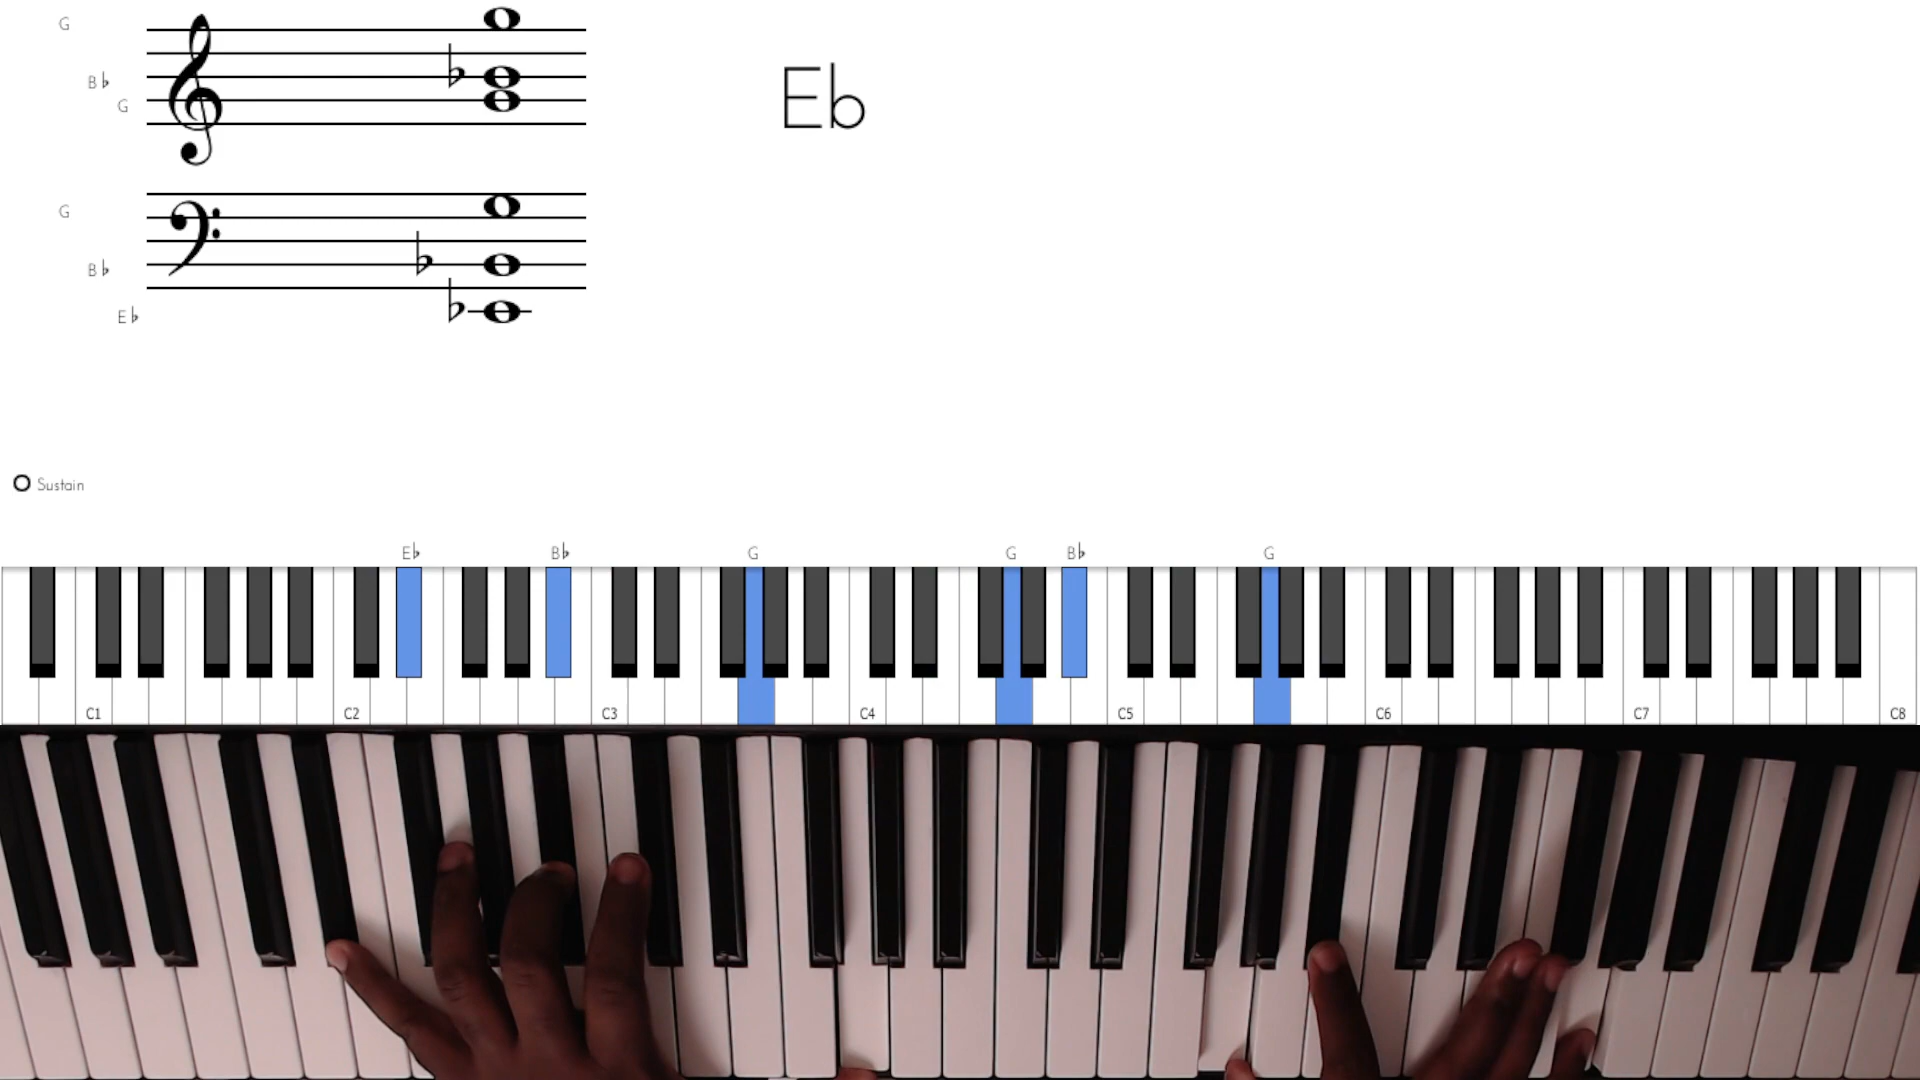 G
B♭
G
Eb
G
B♭
E♭
Sustain
E♭ B♭ G G B♭ G
C1 C2 C3 C4 C5 C6 C7 C8